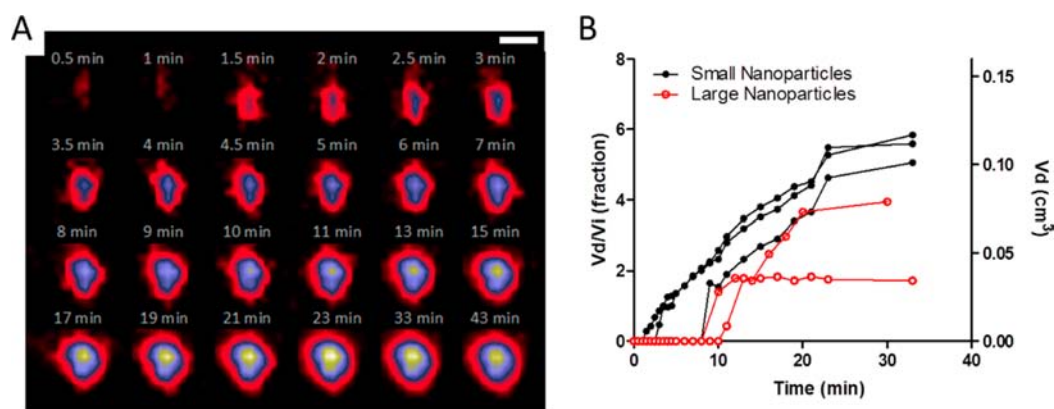 A
0.5 min 1 min 1.5 min 2 min 2.5 min 3 min
3.5 min 4 min 4.5 min 5 min 6 min 7 min
8 min 9 min 10 min 11 min 13 min 15 min
17 min 19 min 21 min 23 min 33 min 43 min
B
Small Nanoparticles
Large Nanoparticles
Vd/Vi (fraction)
8
6
4
2
0
0.15
0.10
0.05
0.00
Vd (cm³)
0 10 20 30 40
Time (min)